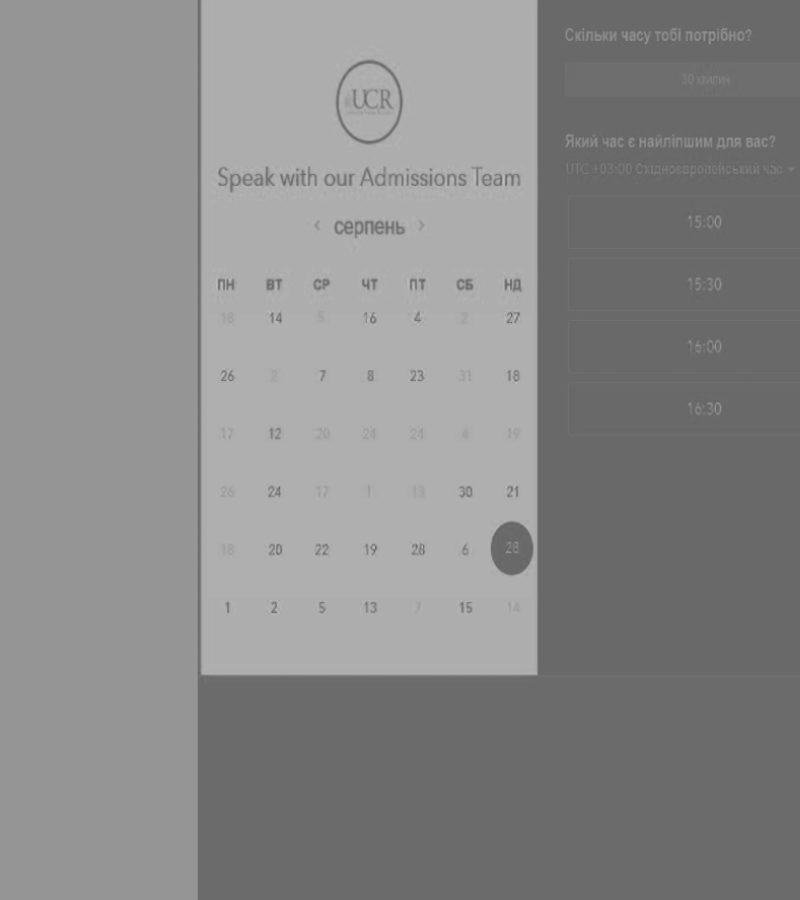 UCR
Speak with our Admissions Team
‹ серпень ›
ПН ВТ СР ЧТ ПТ СБ НД
18 14 5 16 4 2 27
26 2 7 8 23 31 18
17 12 20 24 24 4 19
26 24 17 1 13 30 21
18 20 22 19 28 6 28
1 2 5 13 7 15 14
Скільки часу тобі потрібно?
30 хвилин
Який час є найліпшим для вас?
UTC +03:00 Східноєвропейський час
15:00
15:30
16:00
16:30